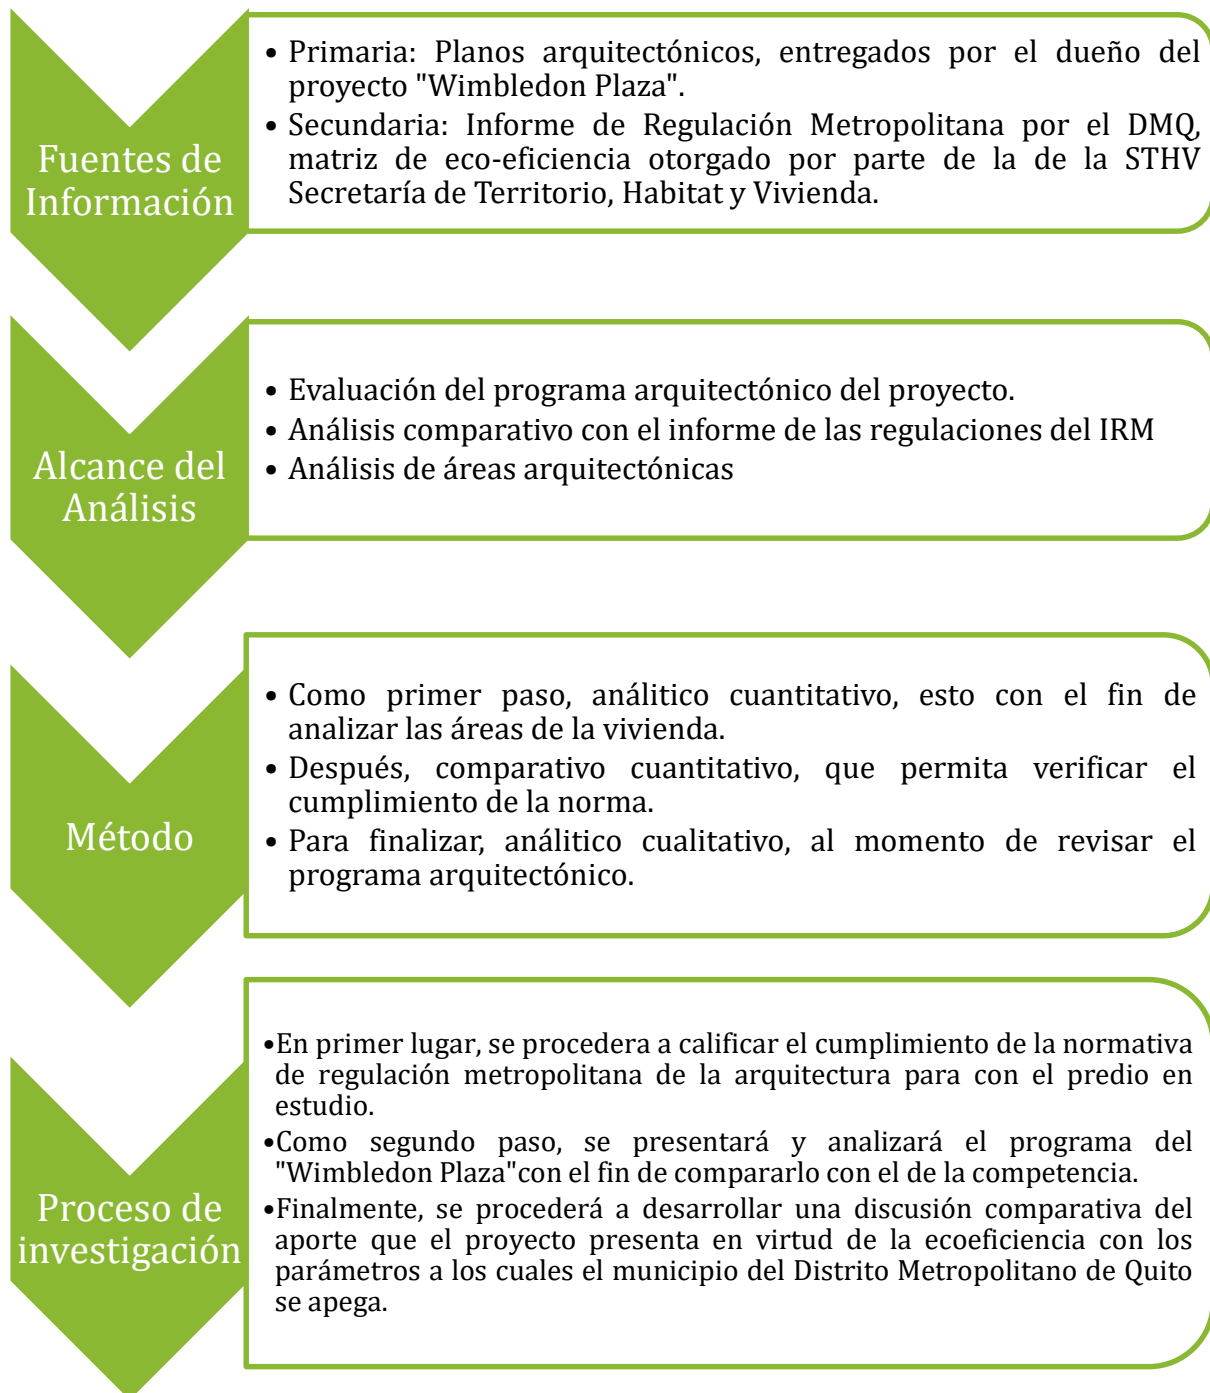 Fuentes de
Información
• Primaria: Planos arquitectónicos, entregados por el dueño del
proyecto "Wimbledon Plaza".
• Secundaria: Informe de Regulación Metropolitana por el DMQ,
matriz de eco-eficiencia otorgado por parte de la de la STHV
Secretaría de Territorio, Habitat y Vivienda.
Alcance del
Análisis
• Evaluación del programa arquitectónico del proyecto.
• Análisis comparativo con el informe de las regulaciones del IRM
• Análisis de áreas arquitectónicas
Método
• Como primer paso, análitico cuantitativo, esto con el fin de
analizar las áreas de la vivienda.
• Después, comparativo cuantitativo, que permita verificar el
cumplimiento de la norma.
• Para finalizar, análitico cualitativo, al momento de revisar el
programa arquitectónico.
Proceso de
investigación
•En primer lugar, se procedera a calificar el cumplimiento de la normativa
de regulación metropolitana de la arquitectura para con el predio en
estudio.
•Como segundo paso, se presentará y analizará el programa del
"Wimbledon Plaza"con el fin de compararlo con el de la competencia.
•Finalmente, se procederá a desarrollar una discusión comparativa del
aporte que el proyecto presenta en virtud de la ecoeficiencia con los
parámetros a los cuales el municipio del Distrito Metropolitano de Quito
se apega.